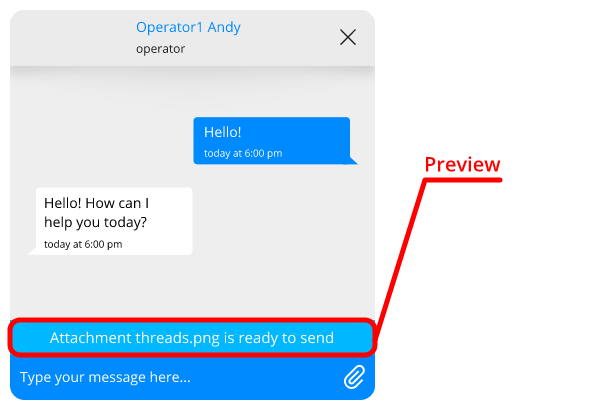 Operator1 Andy
operator
Hello!
today at 6:00 pm
Preview
Hello! How can I
help you today?
today at 6:00 pm
Attachment threads.png is ready to send
Type your message here...